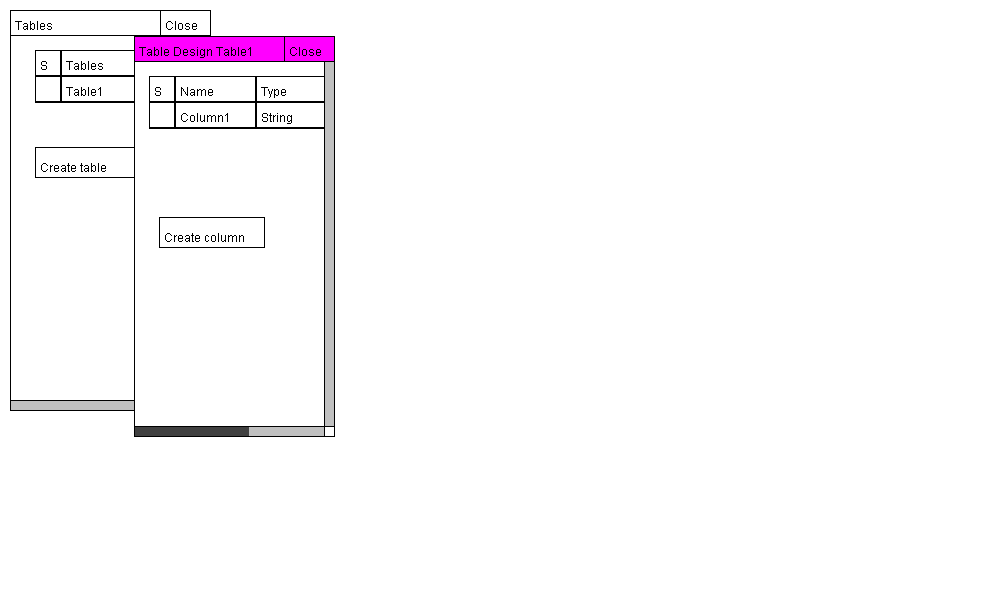 Tables Close
S Tables
Table1
Create table
Table Design Table1 Close
S Name Type
Column1 String
Create column